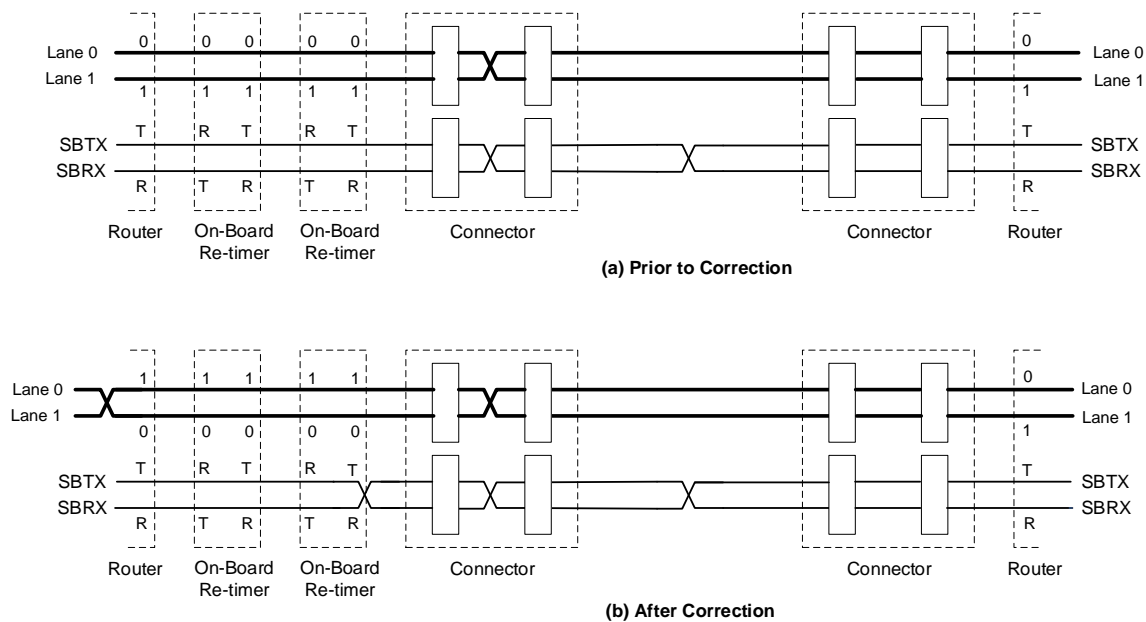 0 0 0 0 0 0
Lane 0 Lane 0
Lane 1 Lane 1
1 1 1 1 1 1
T R T R T T
SBTX SBTX
SBRX SBRX
R T R T R R
Router On-Board Re-timer On-Board Re-timer Connector Connector Router
(a) Prior to Correction
1 1 1 1 1 0
Lane 0 Lane 0
Lane 1 Lane 1
0 0 0 0 0 1
T R T R T T
SBTX SBTX
SBRX SBRX
R T R T R R
Router On-Board Re-timer On-Board Re-timer Connector Connector Router
(b) After Correction